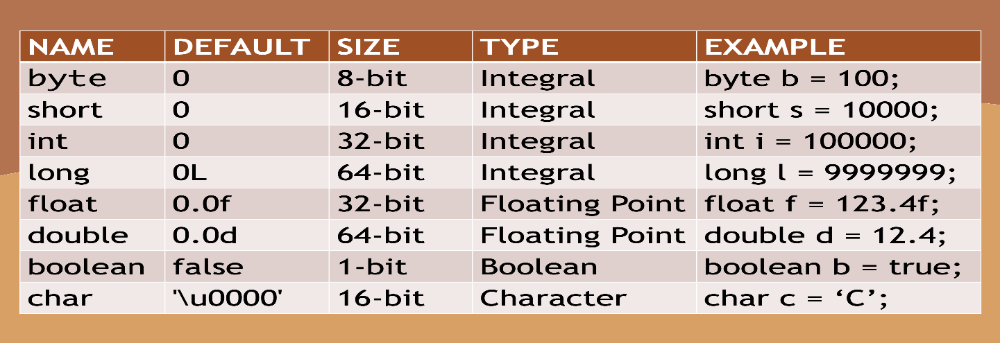 NAME DEFAULT SIZE TYPE EXAMPLE
byte 0 8-bit Integral byte b = 100;
short 0 16-bit Integral short s = 10000;
int 0 32-bit Integral int i = 100000;
long 0L 64-bit Integral long l = 9999999;
float 0.0f 32-bit Floating Point float f = 123.4f;
double 0.0d 64-bit Floating Point double d = 12.4;
boolean false 1-bit Boolean boolean b = true;
char '\u0000' 16-bit Character char c = ‘C’;